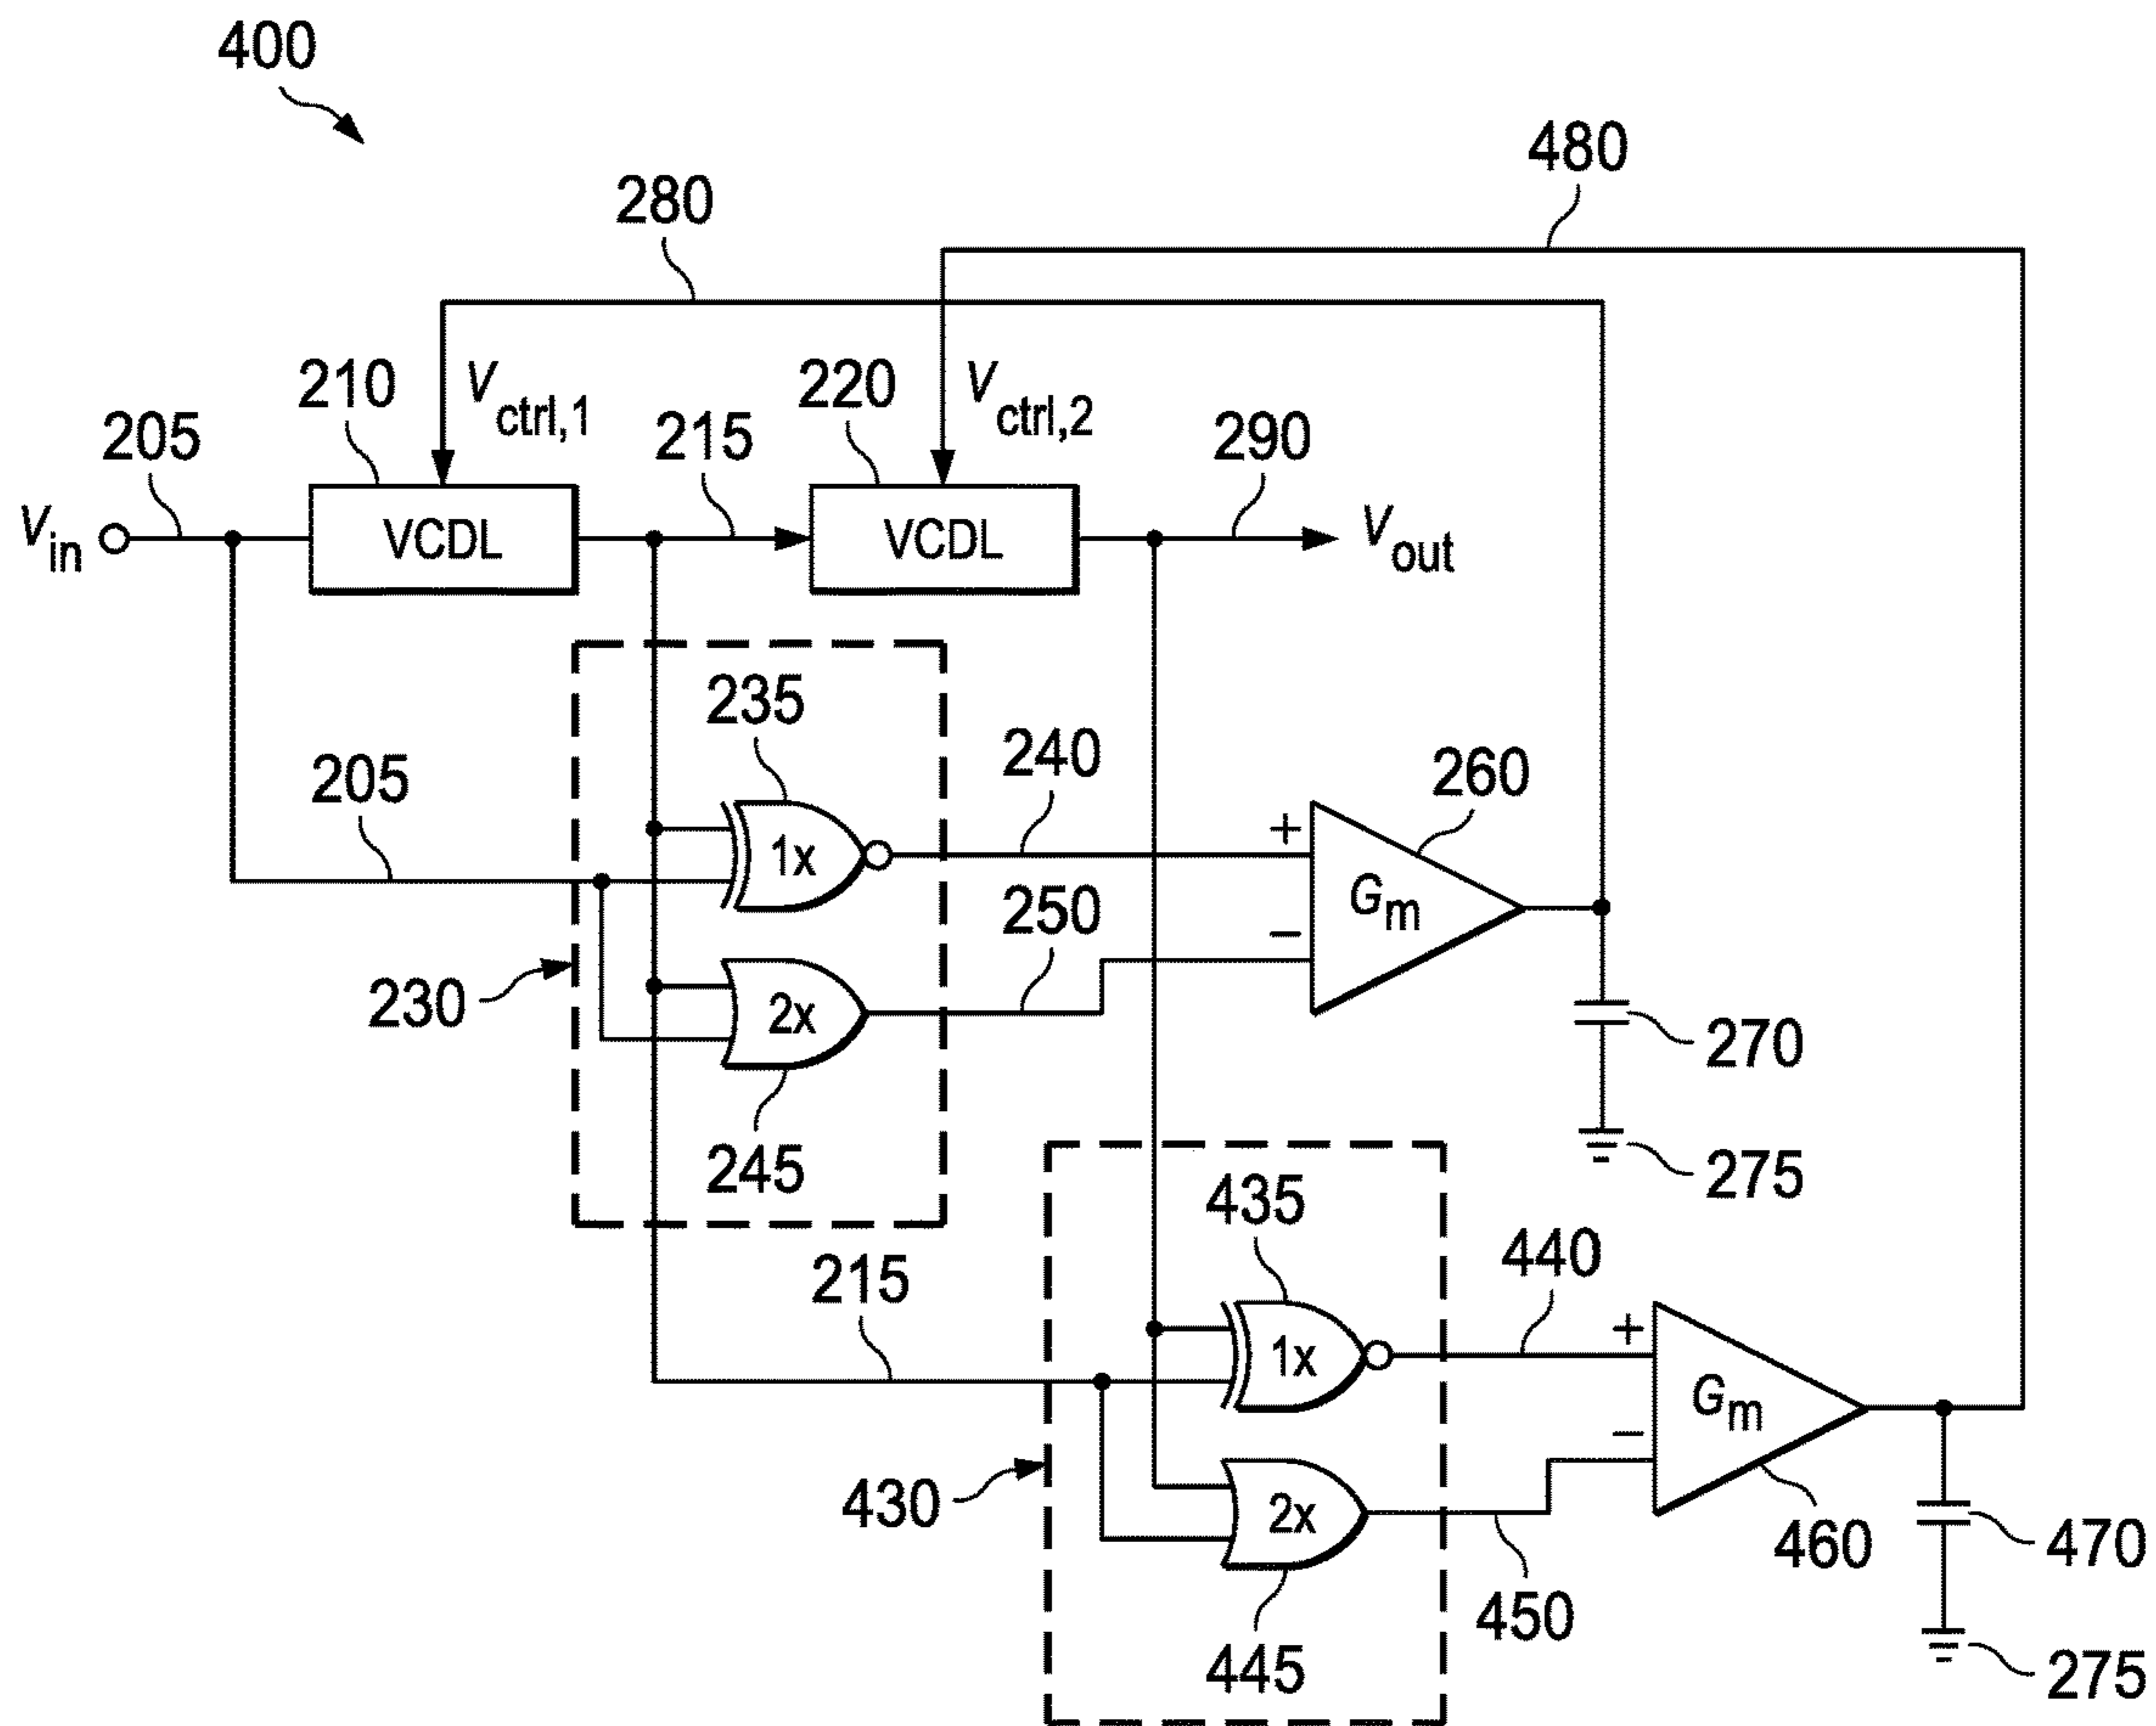 400
480
280
210
Vctrl,1
220
Vctrl,2
205
215
290
Vin
VCDL
VCDL
Vout
235
205
240
260
1x
+
Gm
250
−
230
2x
270
245
275
435
215
440
1x
+
Gm
−
430
2x
460
470
450
445
275